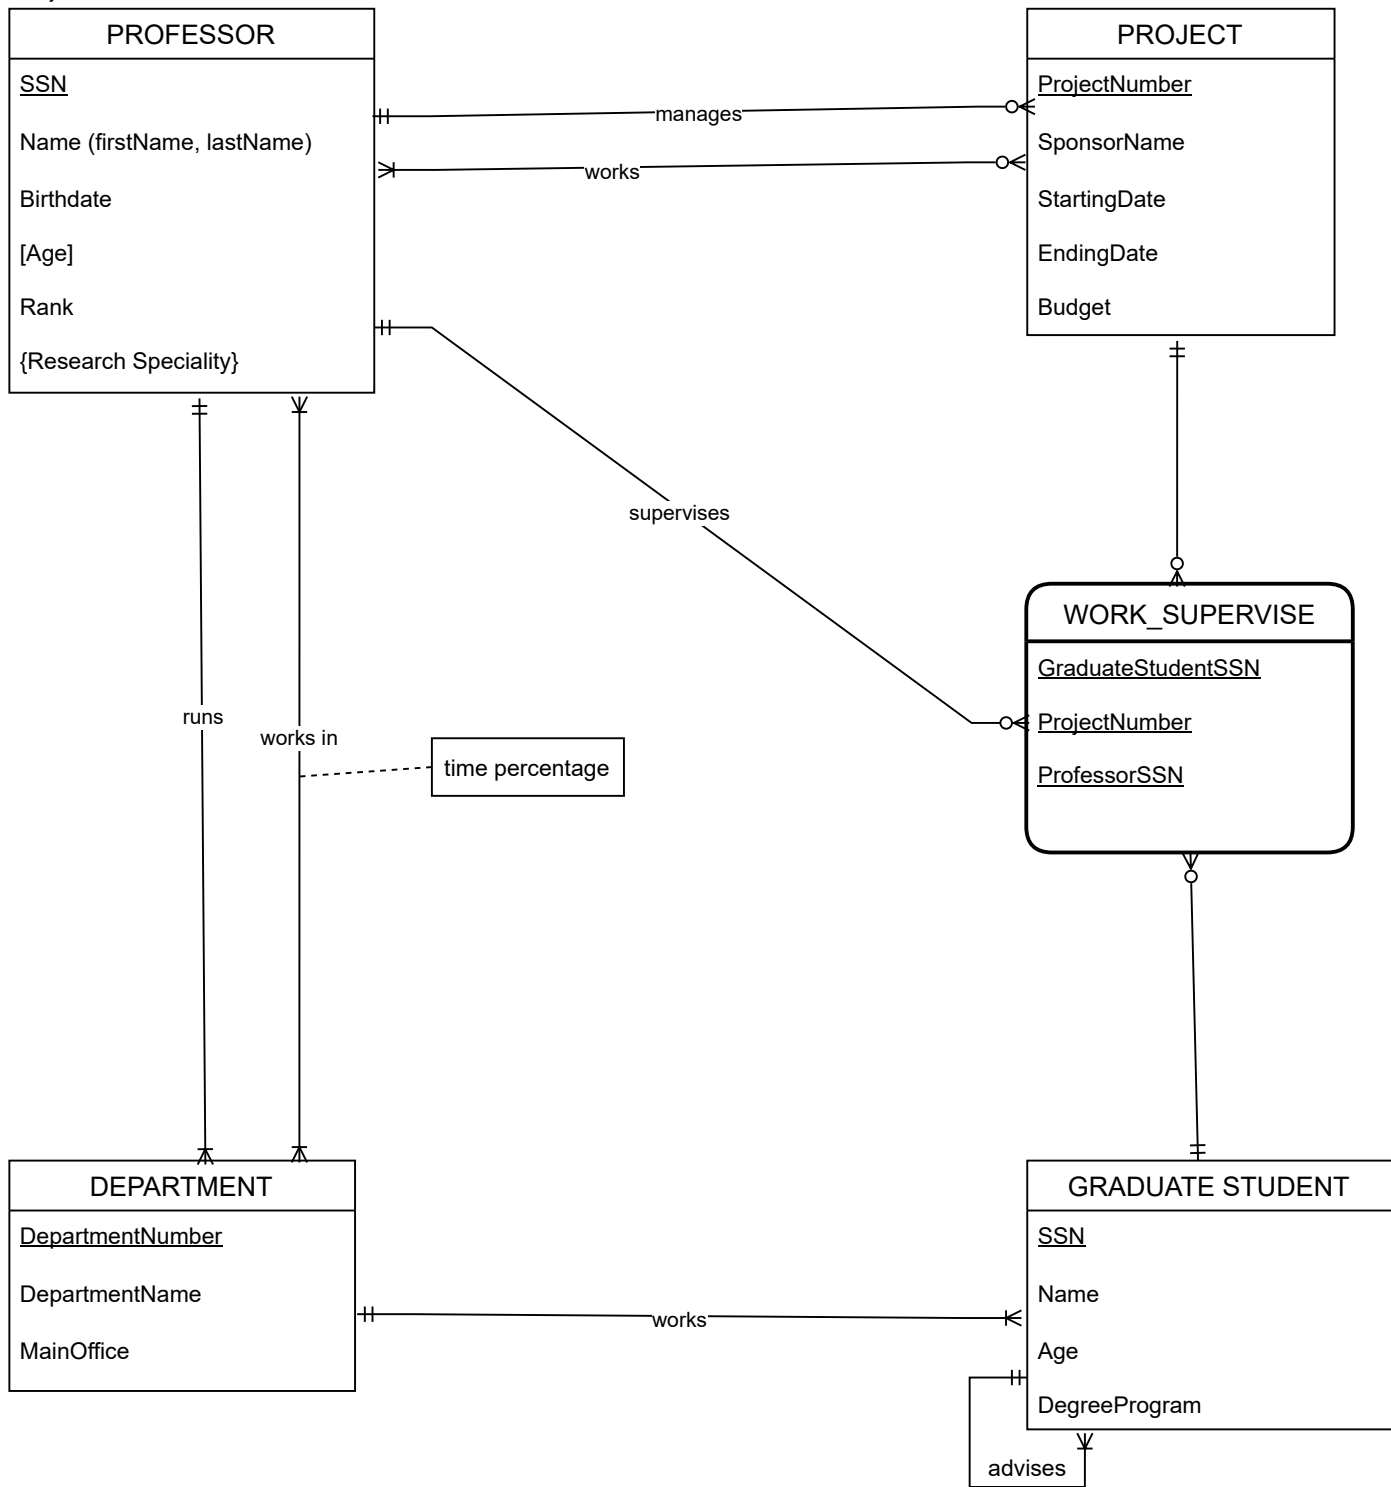 PROFESSOR
SSN
Name (firstName, lastName)
Birthdate
[Age]
Rank
{Research Speciality}
manages
works
PROJECT
ProjectNumber
SponsorName
StartingDate
EndingDate
Budget
supervises
WORK_SUPERVISE
GraduateStudentSSN
ProjectNumber
ProfessorSSN
runs
works in
time percentage
DEPARTMENT
DepartmentNumber
DepartmentName
MainOffice
works
GRADUATE STUDENT
SSN
Name
Age
DegreeProgram
advises